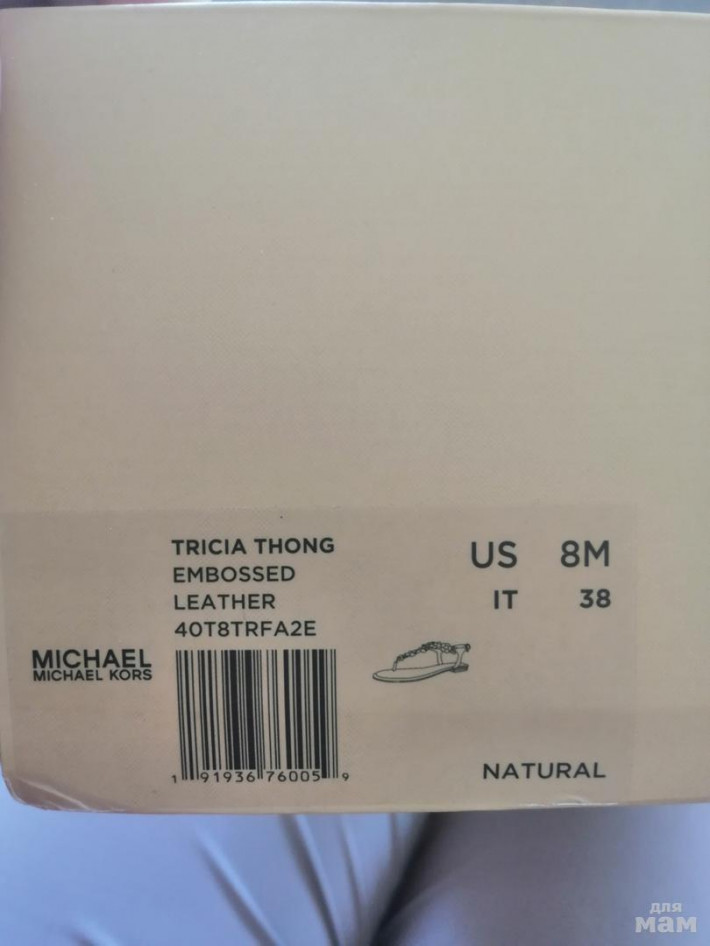 TRICIA THONG
EMBOSSED
LEATHER
40T8TRFA2E
US 8M
IT 38
MICHAEL
MICHAEL KORS
1 91936 76005 9
NATURAL
для
мам